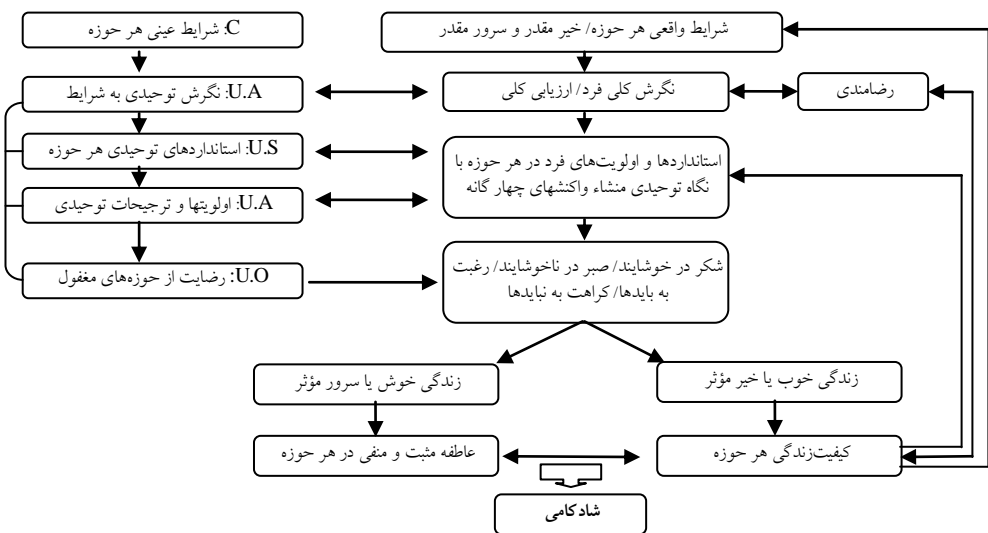 شرایط واقعی هر حوزه/ خیر مقدر و سرور مقدر
C: شرایط عینی هر حوزه
رضامندی
نگرش کلی فرد/ ارزیابی کلی
U.A: نگرش توحیدی به شرایط
استانداردها و اولویت‌های فرد در هر حوزه با
نگاه توحیدی منشاء واکنشهای چهار گانه
U.S: استانداردهای توحیدی هر حوزه
U.A: اولویتها و ترجیحات توحیدی
شکر در خوشایند/ صبر در ناخوشایند/ رغبت
به بایدها/ کراهت به نبایدها
U.O: رضایت از حوزه‌های مغفول
زندگی خوب یا خیر مؤثر
زندگی خوش یا سرور مؤثر
کیفیت‌زندگی هر حوزه
عاطفه مثبت و منفی در هر حوزه
شادکامی